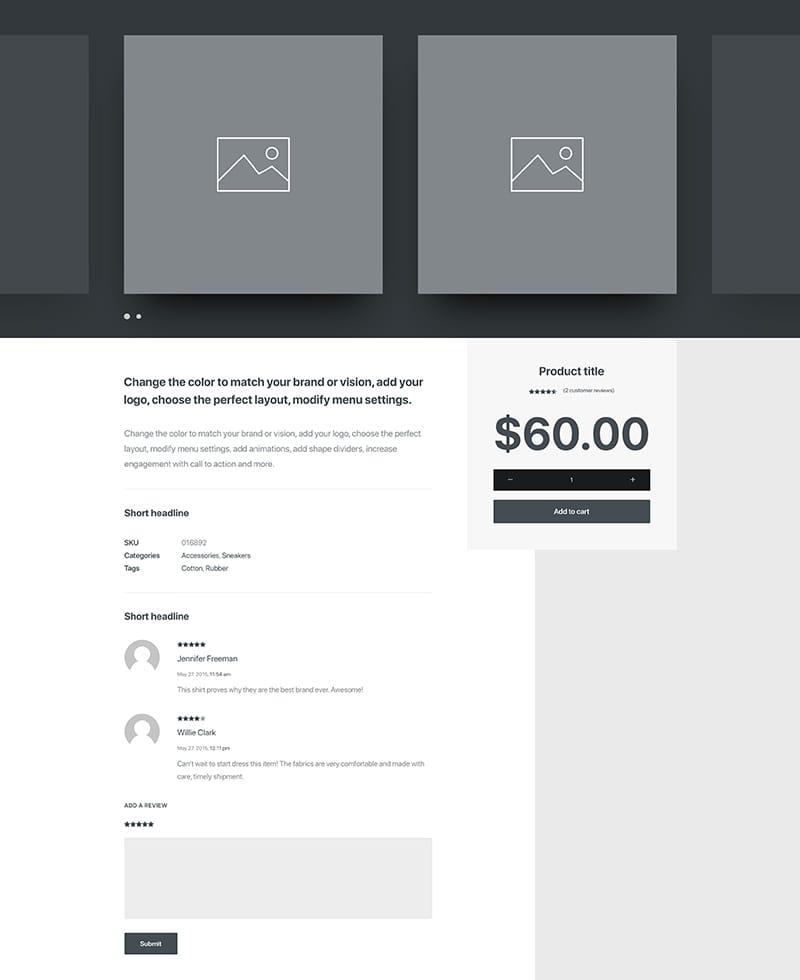 Change the color to match your brand or vision, add your
logo, choose the perfect layout, modify menu settings.
Change the color to match your brand or vision, add your logo, choose the perfect
layout, modify menu settings, add animations, add shape dividers, increase
engagement with call to action and more.
Short headline
SKU 016892
Categories Accessories, Sneakers
Tags Cotton, Rubber
Short headline
Jennifer Freeman
May 27. 2015, 11:54 am
This shirt proves why they are the best brand ever. Awesome!
Willie Clark
May 27. 2015, 12:11 pm
Can't wait to start dress this item! The fabrics are very comfortable and made with
care, timely shipment.
ADD A REVIEW
Submit
Product title
(2 customer reviews)
$60.00
− 1 +
Add to cart